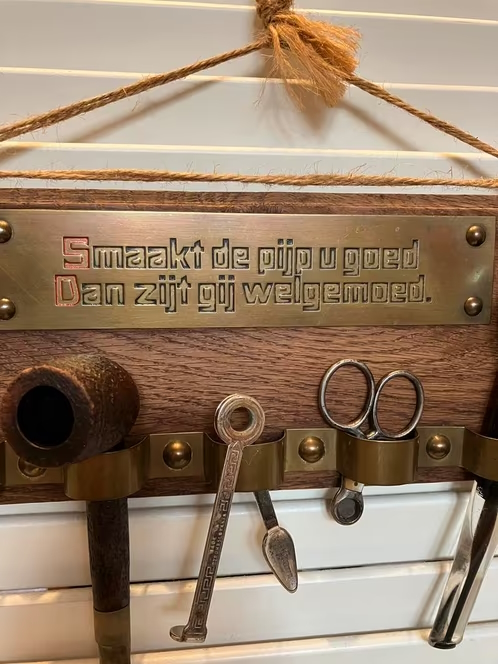 Smaakt de pijp u goed
Dan zijt gij welgemoed.